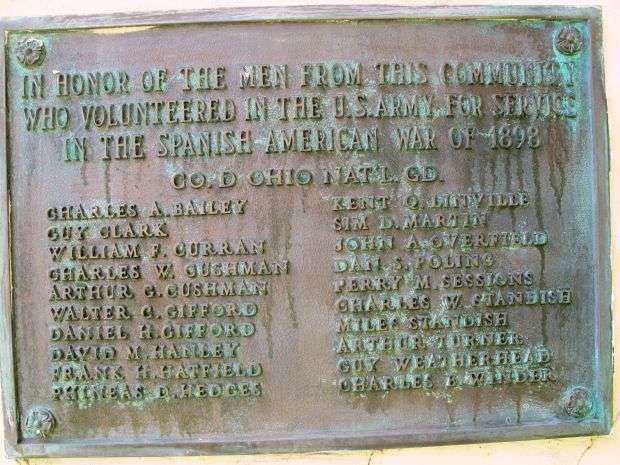 IN HONOR OF THE MEN FROM THIS COMMUNITY
WHO VOLUNTEERED IN THE U.S. ARMY FOR SERVICE
IN THE SPANISH-AMERICAN WAR OF 1898
CO. D OHIO NAT'L. GD.
CHARLES A. BAILEY
GUY CLARK
WILLIAM F. CURRAN
CHARLES W. CUSHMAN
ARTHUR G. CUSHMAN
WALTER G. GIFFORD
DANIEL H. GIFFORD
DAVID M. HANLEY
FRANK H. HATFIELD
PHINEAS D. HEDGES
KENT Q. LINVILLE
SIM D. MARTIN
JOHN A. OVERFIELD
DAN S. POLING
PERRY M. SESSIONS
CHARLES W. STANDISH
MILES STANDISH
ARTHUR TURNER
GUY WEATHERHEAD
CHARLES E. WINDER